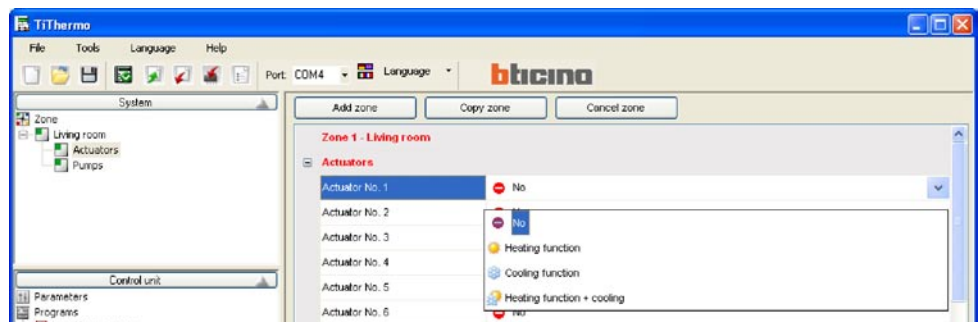 TiThermo
File Tools Language Help
Port: COM4 Language bticino
System
Zone
Living room
Actuators
Pumps
Control unit
Parameters
Programs
Add zone Copy zone Cancel zone
Zone 1 - Living room
Actuators
Actuator No. 1 No
Actuator No. 2
Actuator No. 3
Actuator No. 4
Actuator No. 5
Actuator No. 6 No
No
Heating function
Cooling function
Heating function + cooling